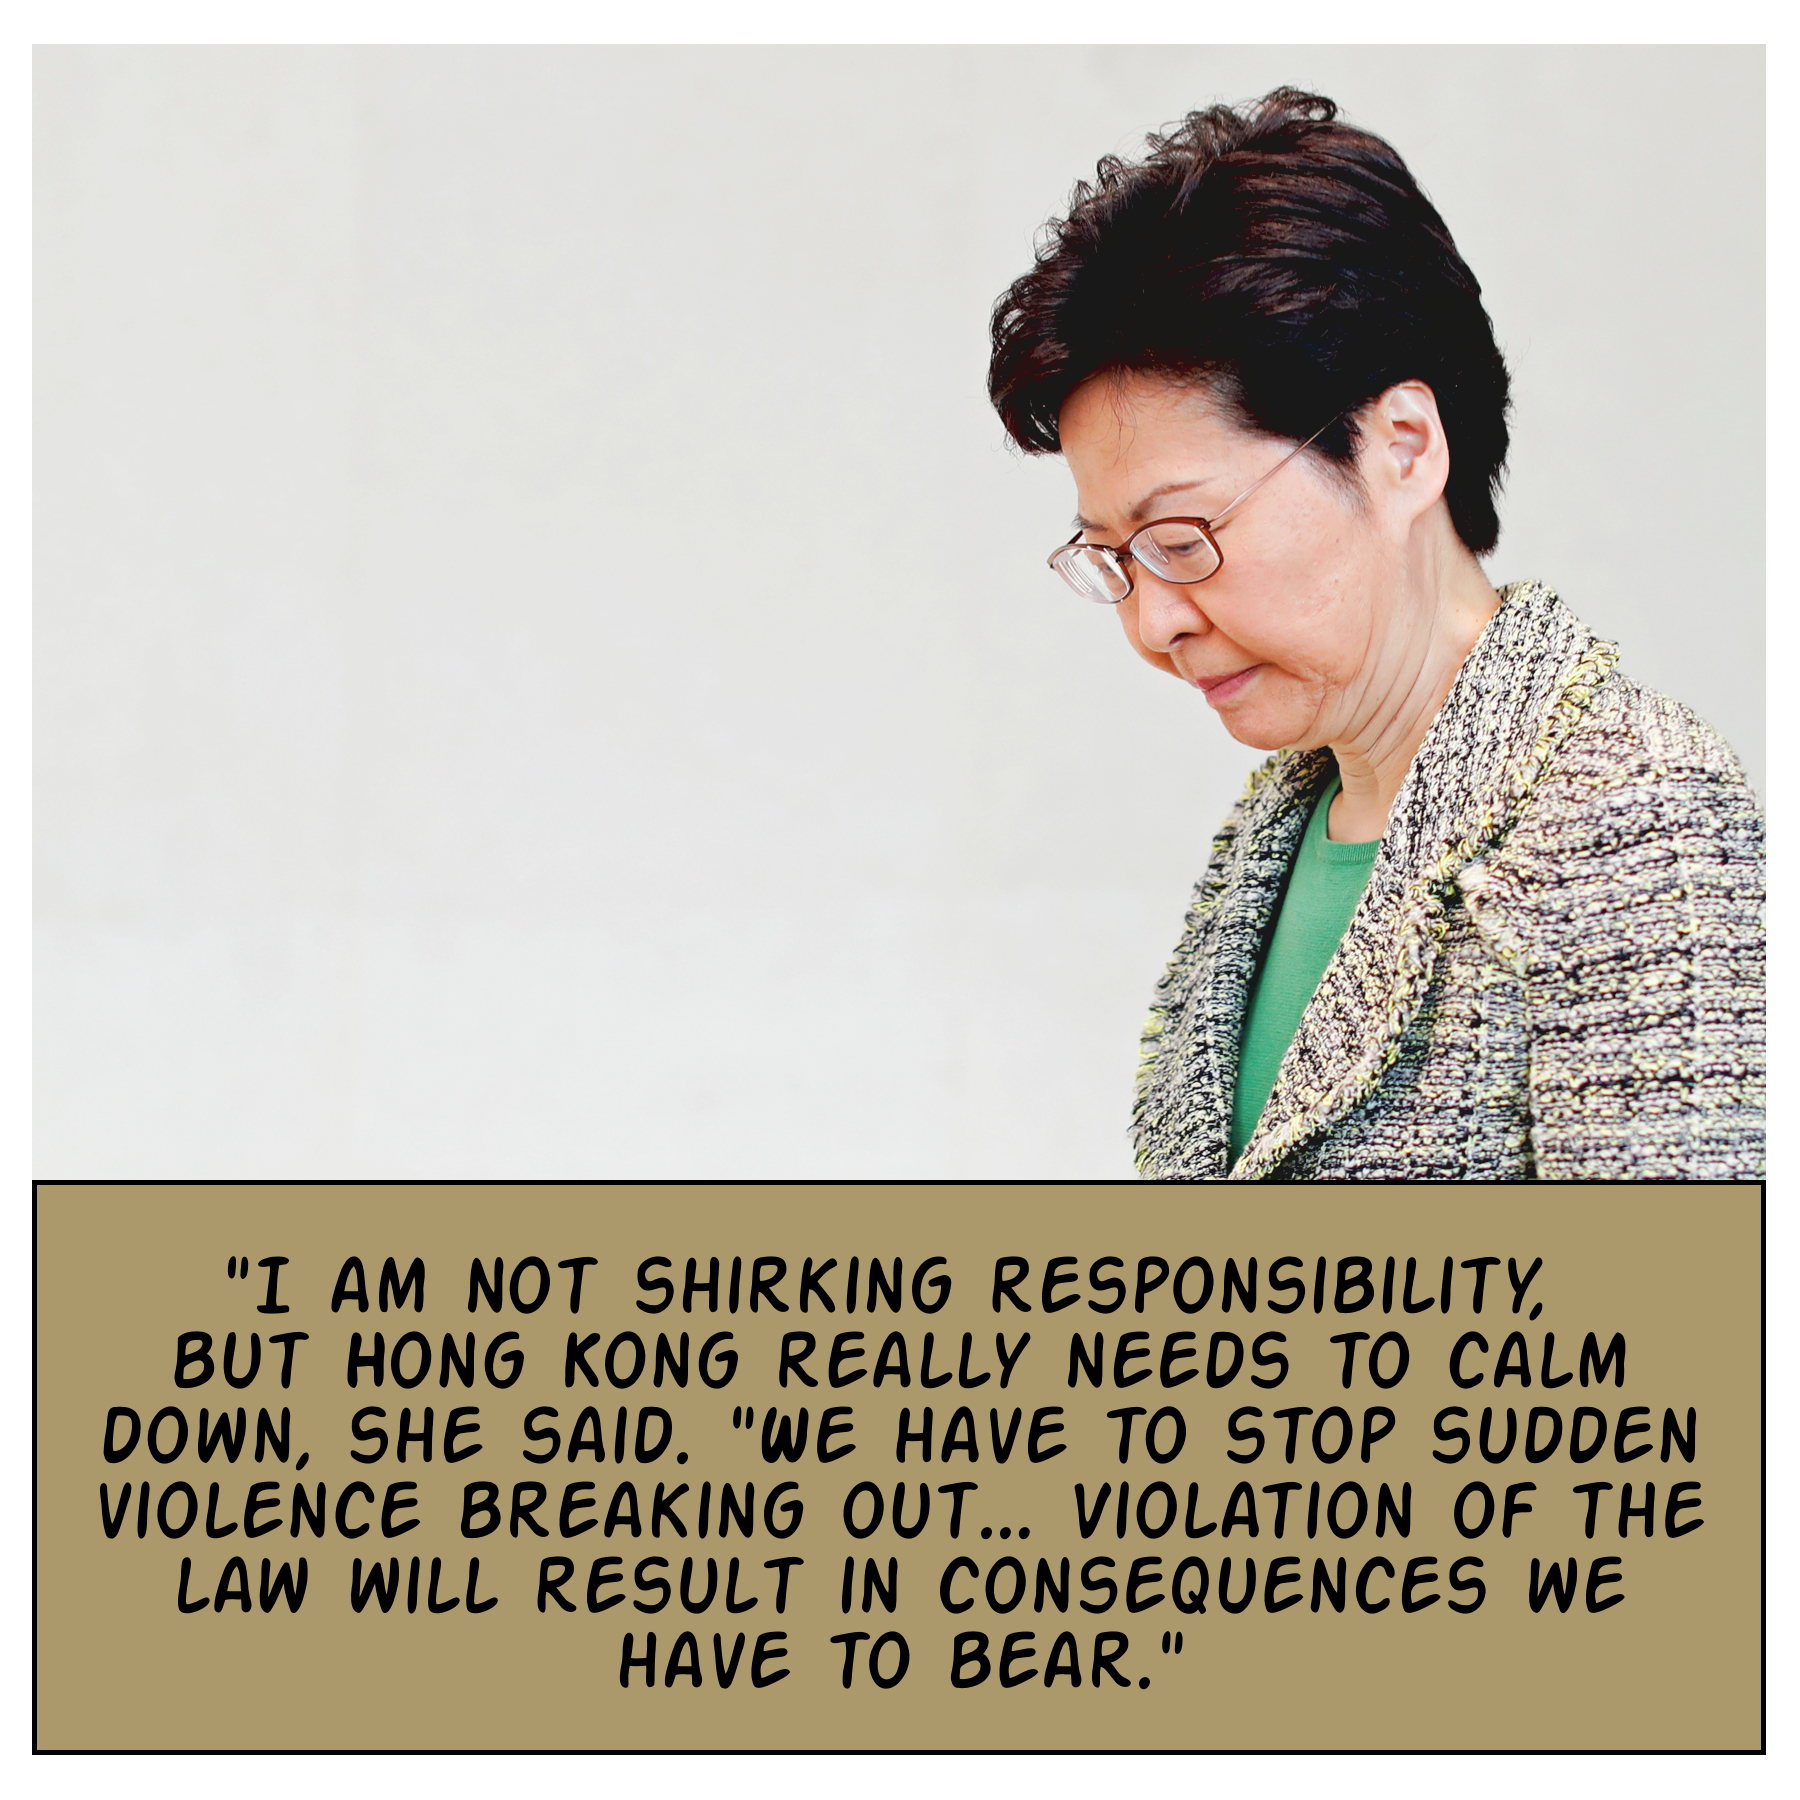 "I AM NOT SHIRKING RESPONSIBILITY,
BUT HONG KONG REALLY NEEDS TO CALM
DOWN, SHE SAID. "WE HAVE TO STOP SUDDEN
VIOLENCE BREAKING OUT... VIOLATION OF THE
LAW WILL RESULT IN CONSEQUENCES WE
HAVE TO BEAR."